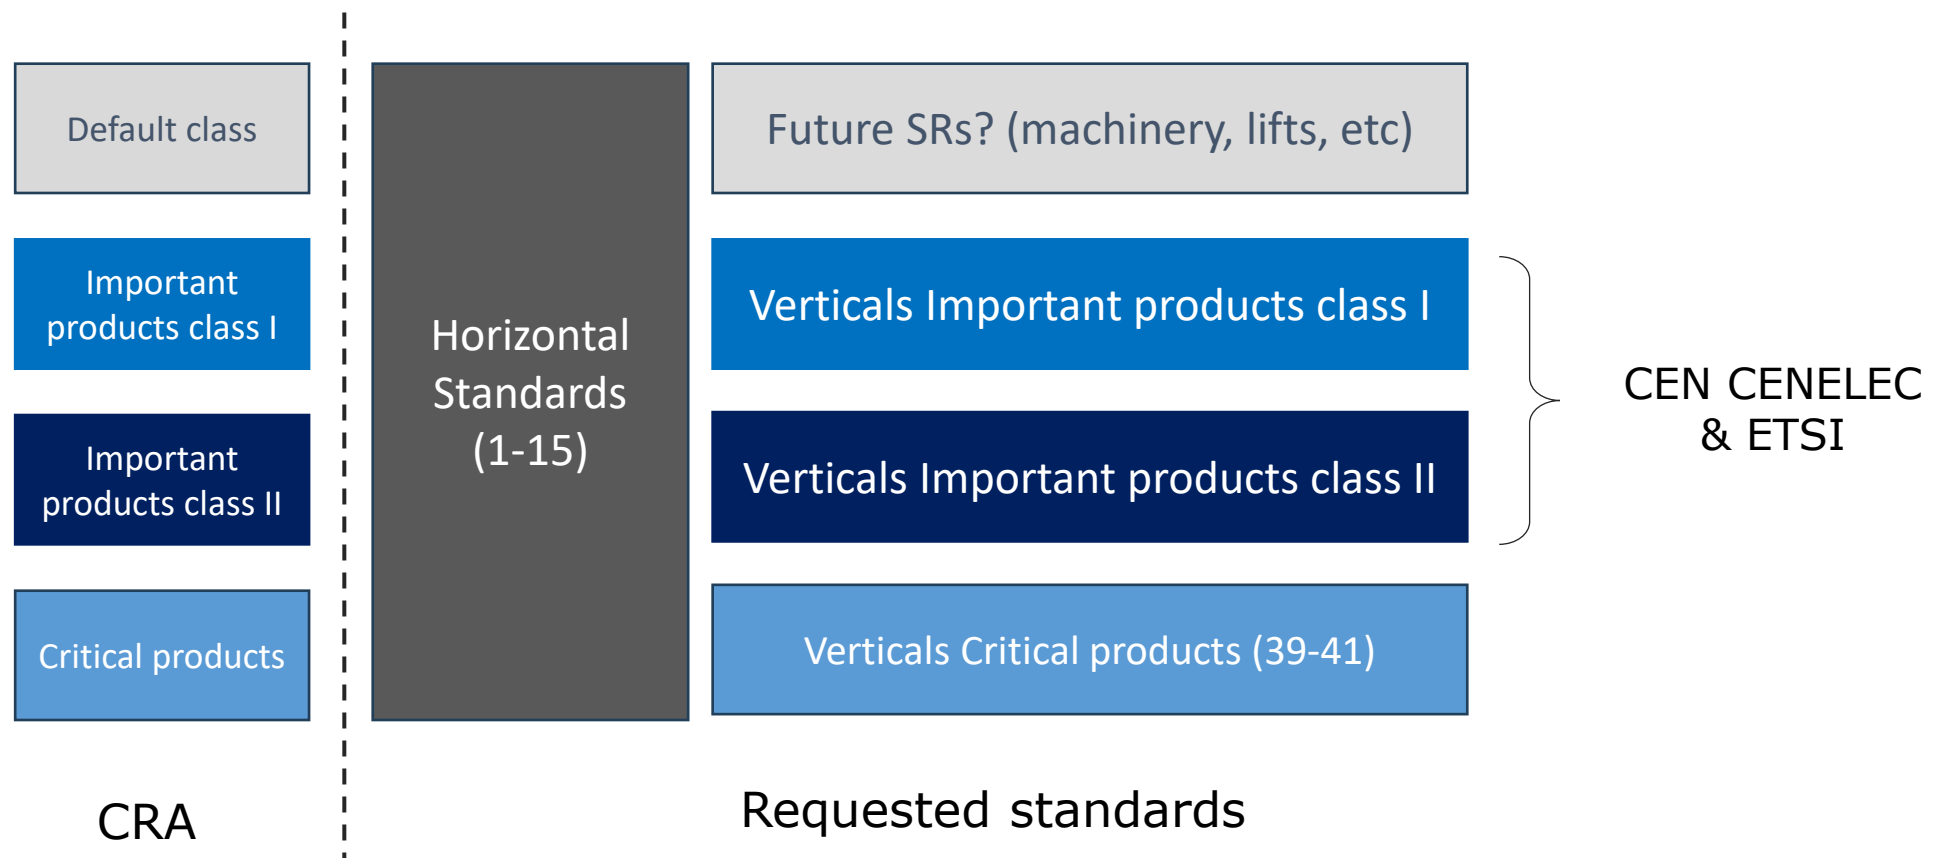 Default class
Important
products class I
Important
products class II
Critical products
CRA
Horizontal
Standards
(1-15)
Future SRs? (machinery, lifts, etc)
Verticals Important products class I
Verticals Important products class II
Verticals Critical products (39-41)
Requested standards
CEN CENELEC
& ETSI